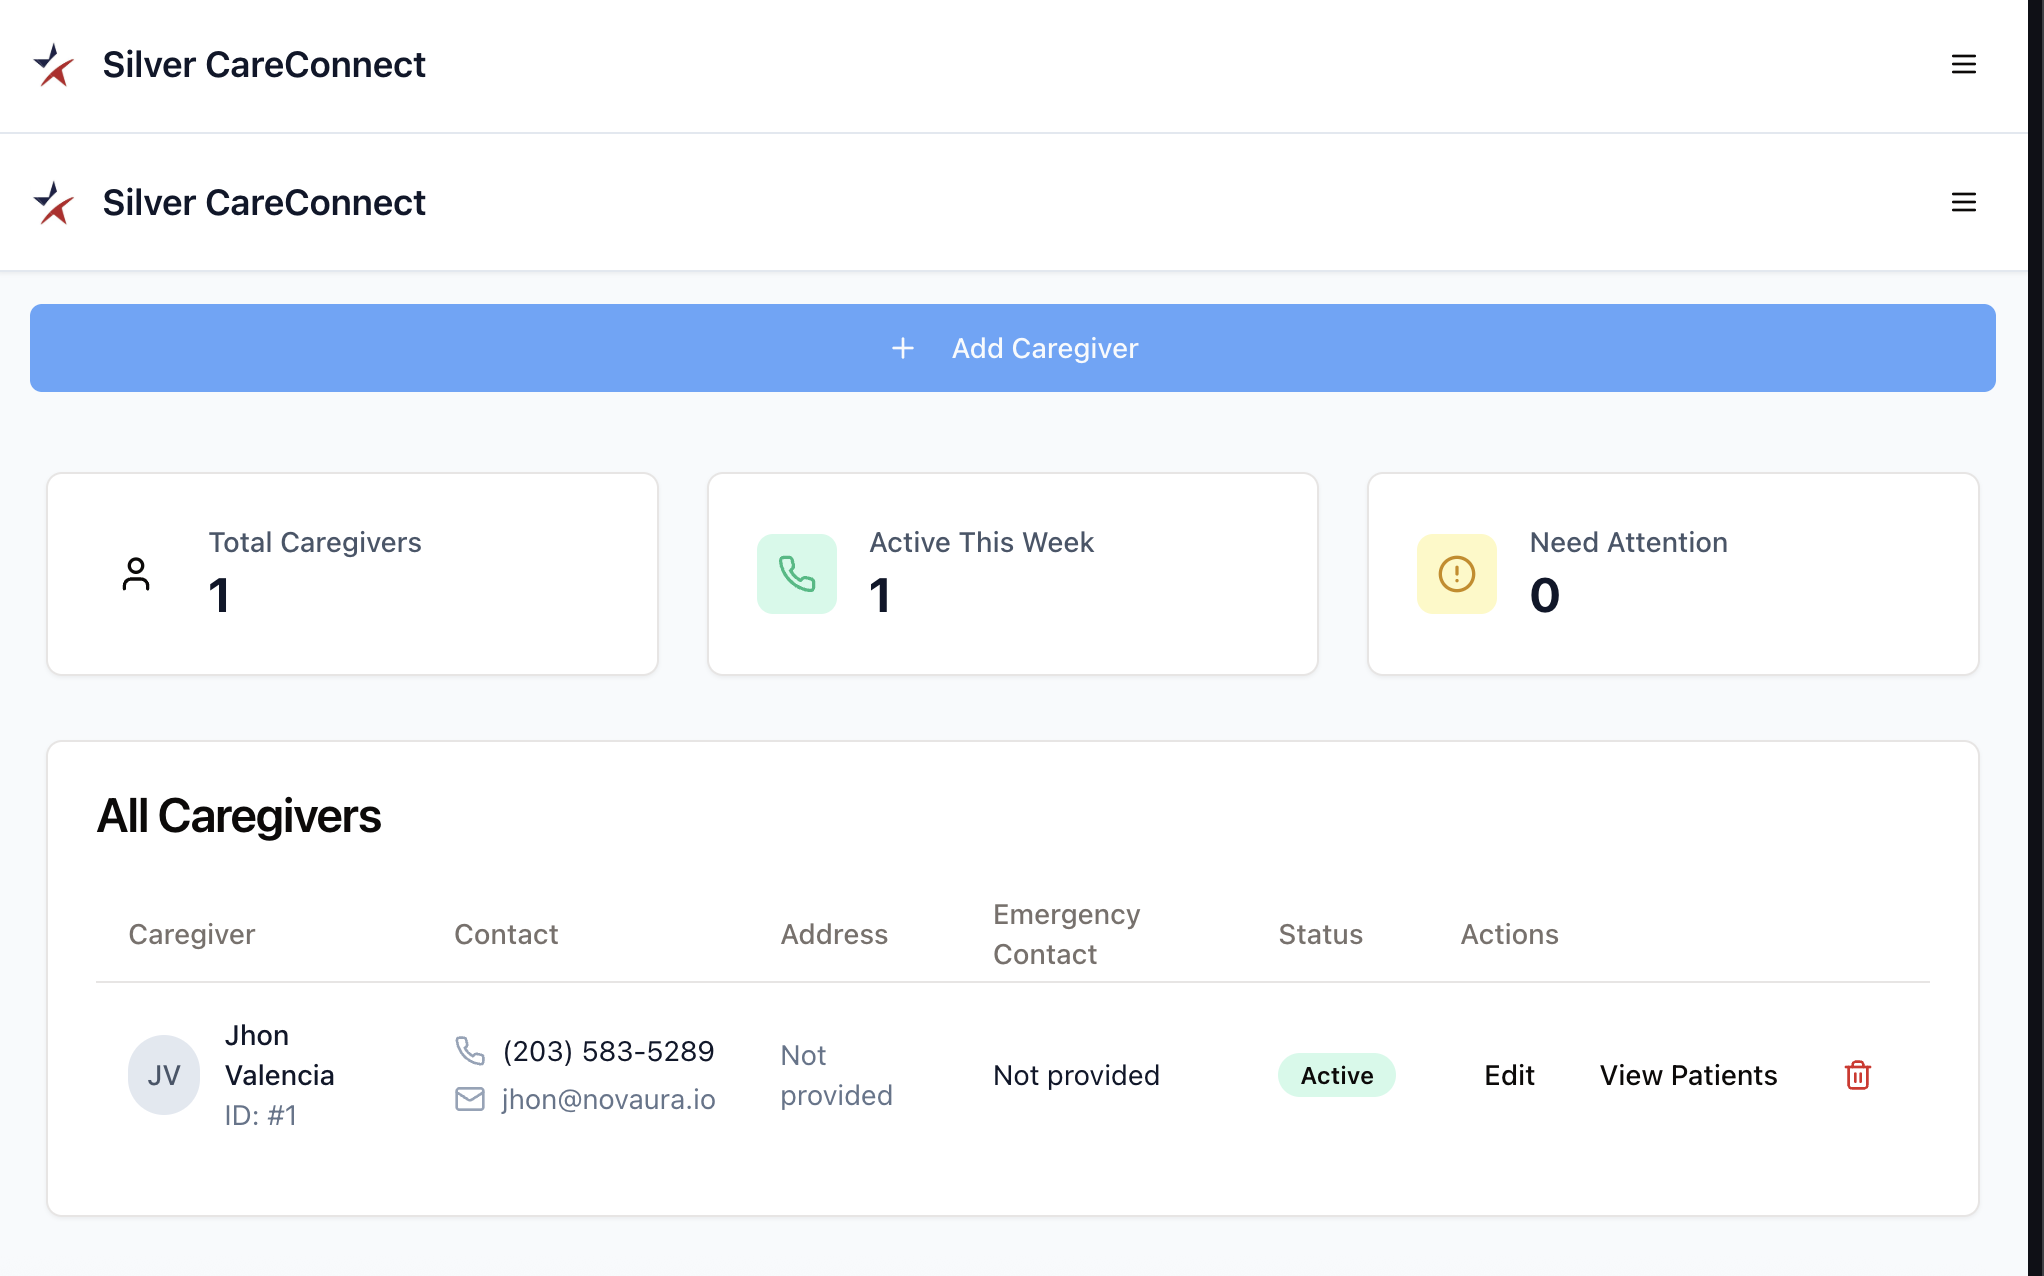 Silver CareConnect
Silver CareConnect
Add Caregiver
Total Caregivers
1
Active This Week
1
Need Attention
0
All Caregivers
Caregiver
Contact
Address
Emergency
Contact
Status
Actions
JV
Jhon
Valencia
ID: #1
(203) 583-5289
jhon@novaura.io
Not
provided
Not provided
Active
Edit
View Patients